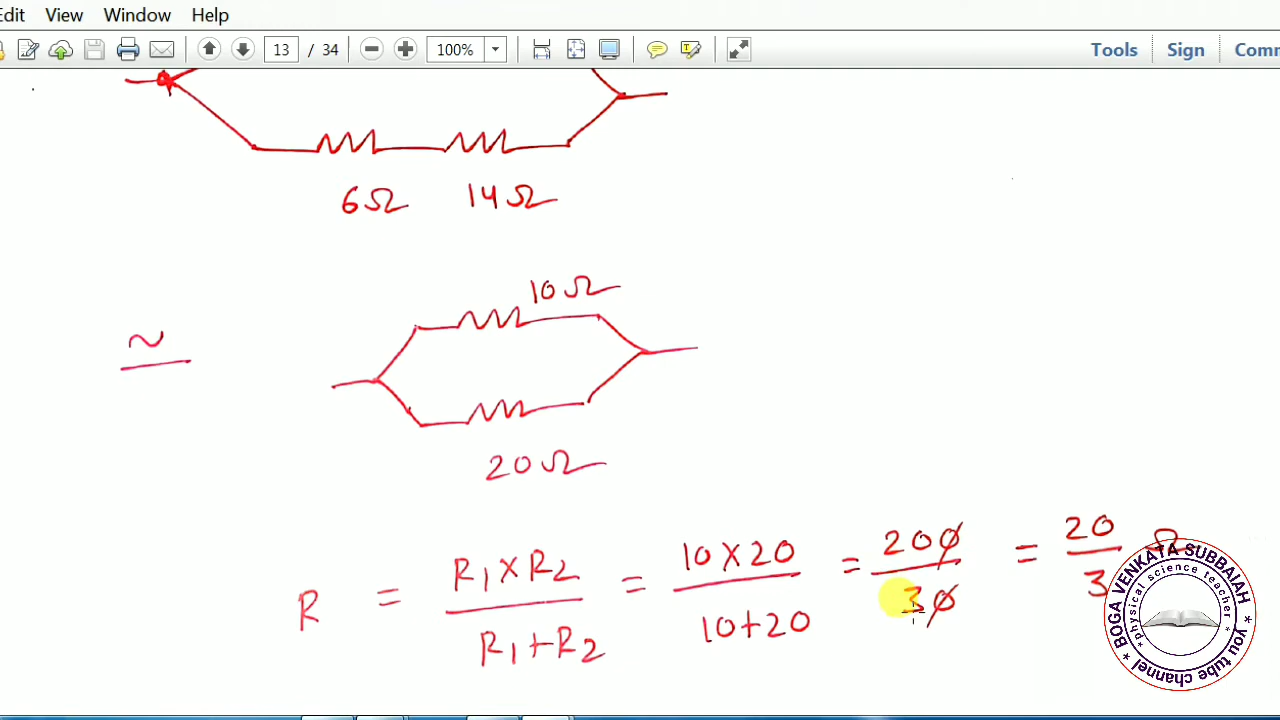 Edit View Window Help
13 / 34 100% Tools Sign Comm
6Ω 14Ω
10Ω
~
20Ω
R = R1×R2 / R1+R2 = 10×20 / 10+20 = 200 / 30 = 20 / 3 Ω
BOGA VENKATA SUBBAIAH
*physical science teacher*
you tube channel